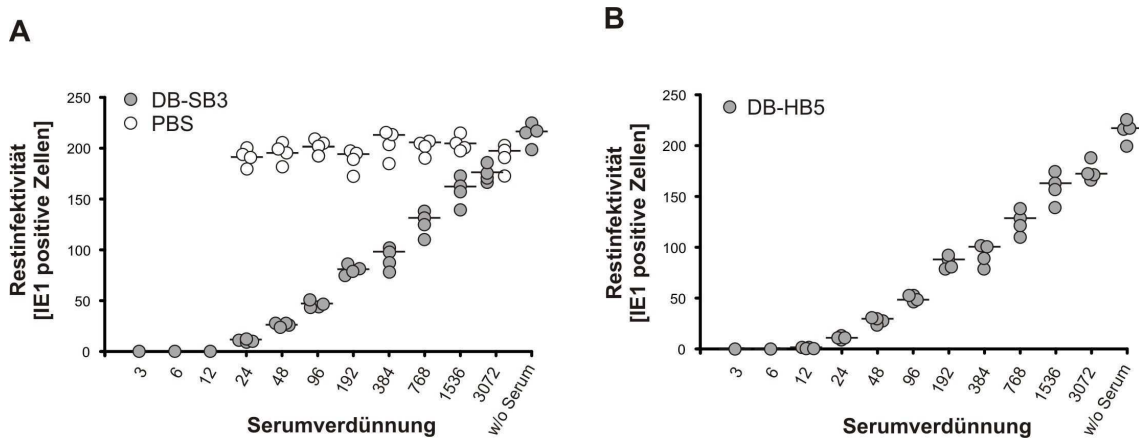 A
DB-SB3
PBS
250
200
150
100
50
0
Restinfektivität
[IE1 positive Zellen]
3
6
12
24
48
96
192
384
768
1536
3072
w/o Serum
Serumverdünnung
B
DB-HB5
250
200
150
100
50
0
Restinfektivität
[IE1 positive Zellen]
3
6
12
24
48
96
192
384
768
1536
3072
w/o Serum
Serumverdünnung